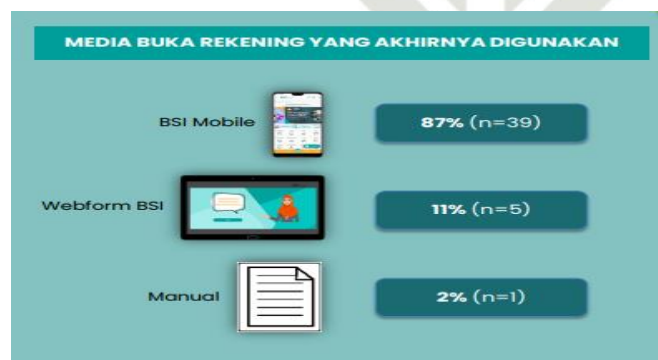 MEDIA BUKA REKENING YANG AKHIRNYA DIGUNAKAN
BSI Mobile
87% (n=39)
Webform BSI
11% (n=5)
Manual
2% (n=1)